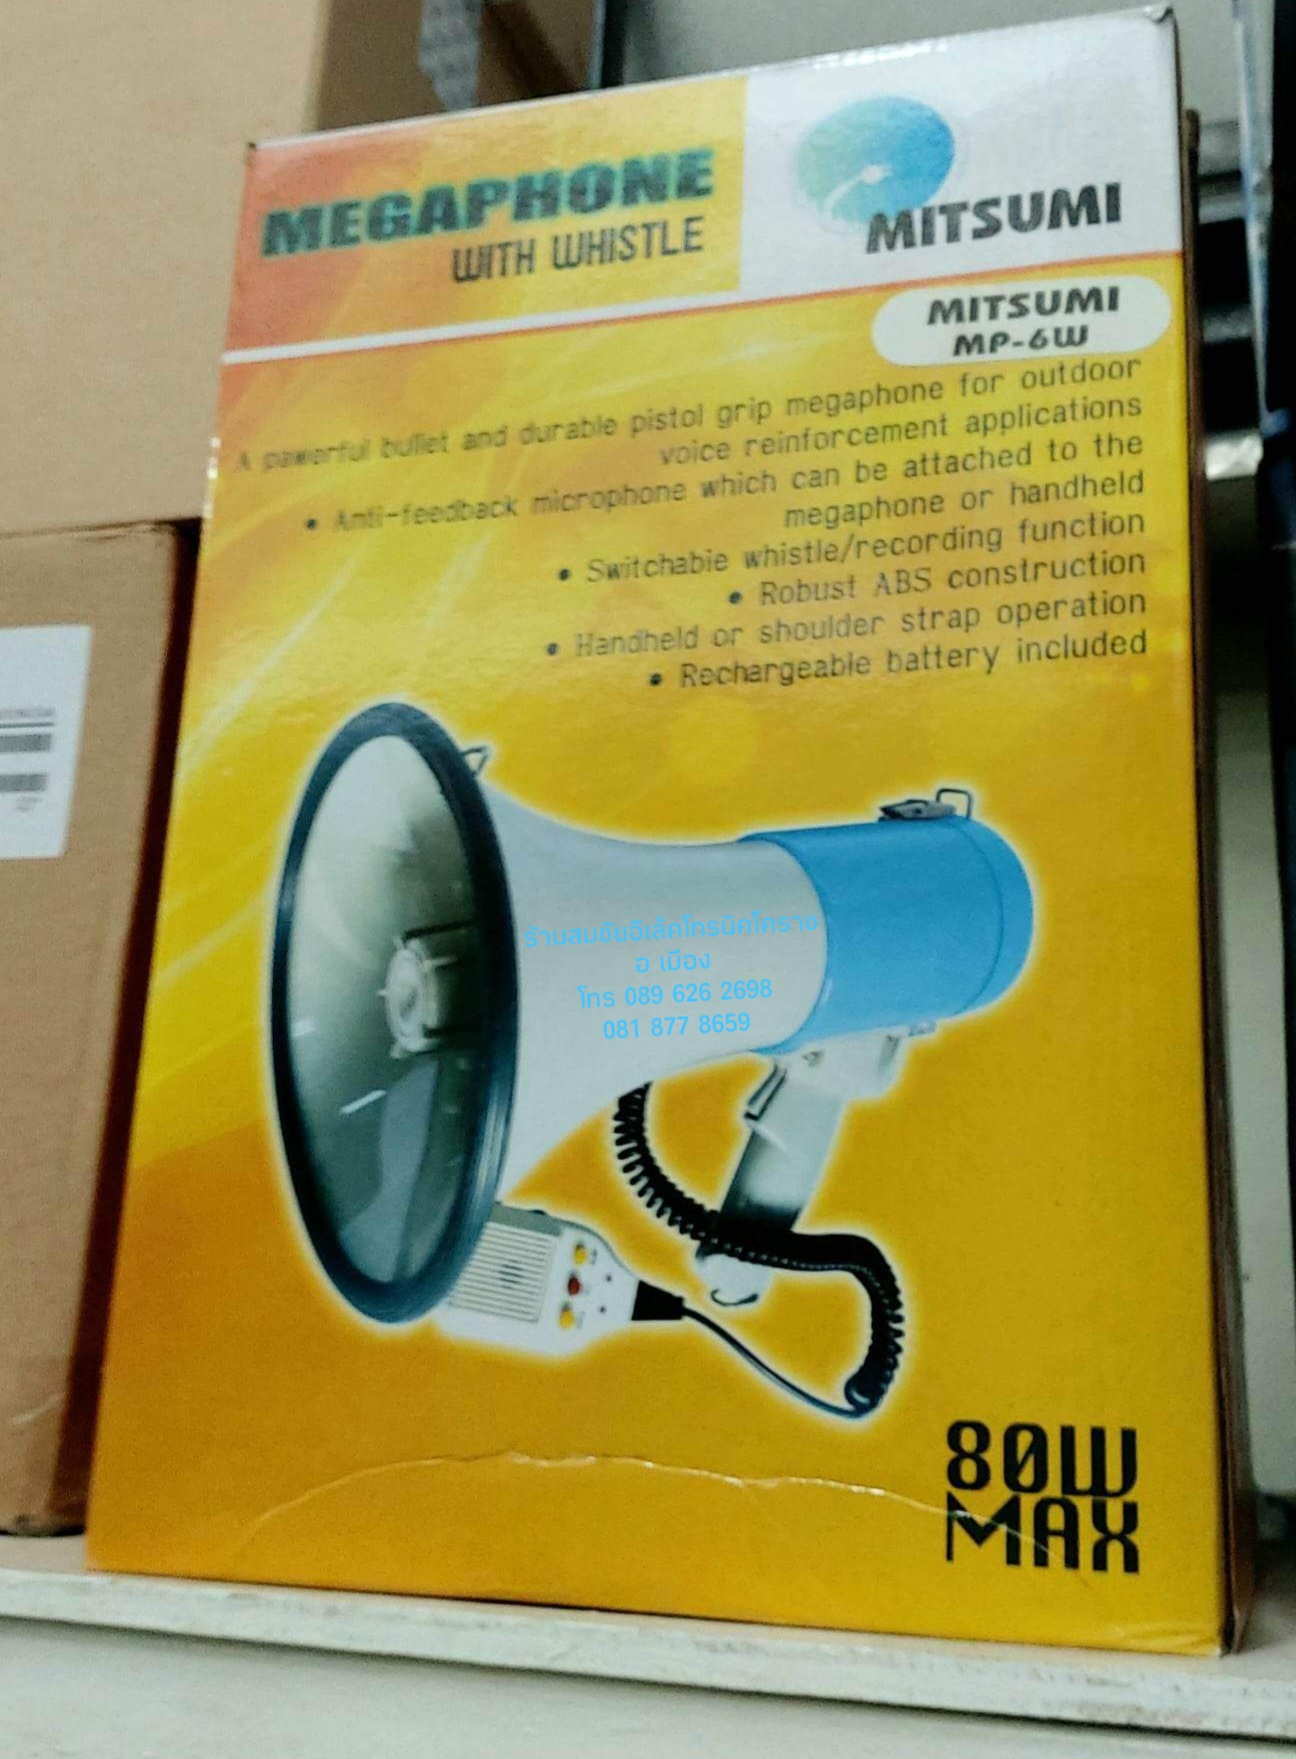 MEGAPHONE
WITH WHISTLE
MITSUMI
MITSUMI
MP-6W
A pawerful bullet and durable pistol grip megaphone for outdoor
voice reinforcement applications
• Anti-feedback microphone which can be attached to the
megaphone or handheld
• Switchabie whistle/recording function
• Robust ABS construction
• Handheld or shoulder strap operation
• Rechargeable battery included
ร้านสมชัยอีเล็คโทรนิคโคราช
อ เมือง
โทร 089 626 2698
081 877 8659
80W
MAX